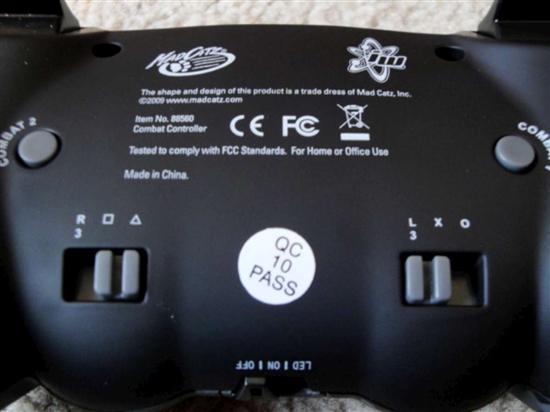 MADCATZ
The shape and design of this product is a trade dress of Mad Catz, Inc.
©2009 www.madcatz.com
Item No. 88560
Combat Controller
CE FC
Tested to comply with FCC Standards. For Home or Office Use
Made in China.
COMBAT 2
COMBAT
R □ △
3
L X O
3
QC
10
PASS
LED | ON | OFF